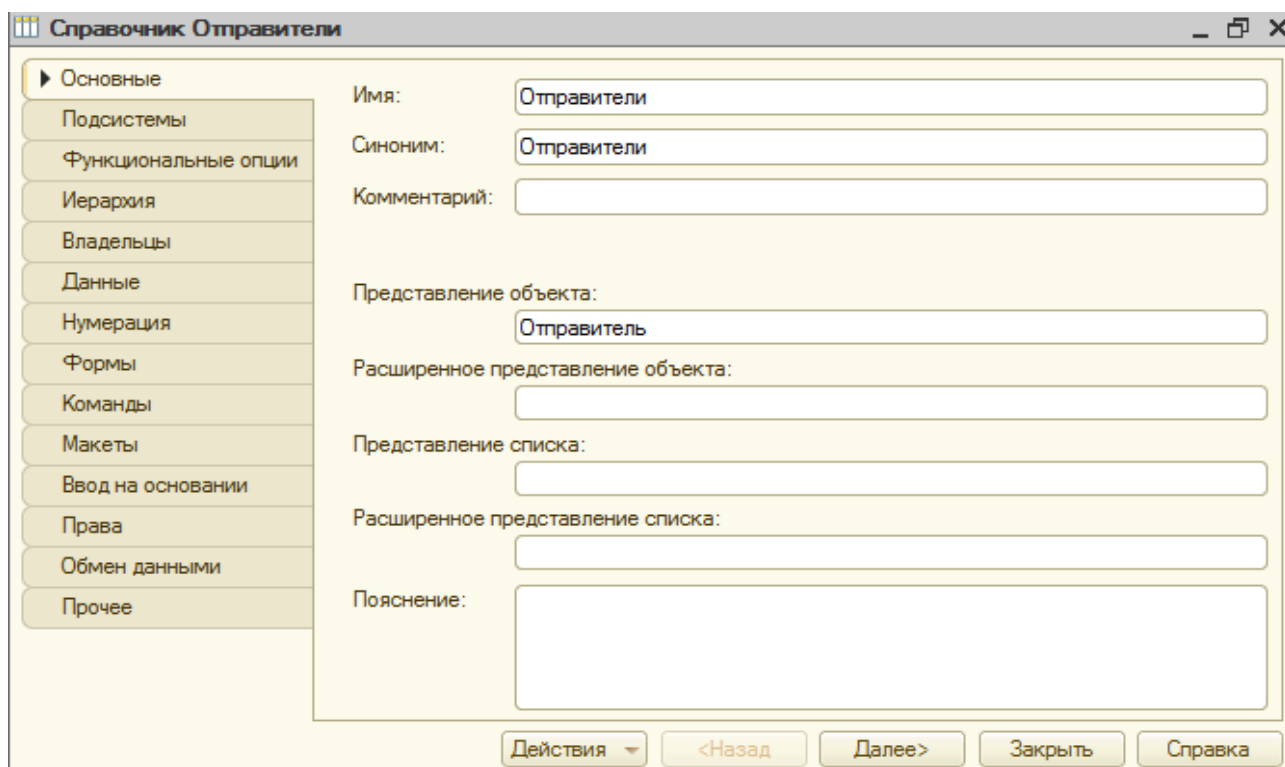 Справочник Отправители
Основные
Подсистемы
Функциональные опции
Иерархия
Владельцы
Данные
Нумерация
Формы
Команды
Макеты
Ввод на основании
Права
Обмен данными
Прочее
Имя: Отправители
Синоним: Отправители
Комментарий:
Представление объекта:
Отправитель
Расширенное представление объекта:
Представление списка:
Расширенное представление списка:
Пояснение:
Действия <Назад Далее> Закрыть Справка